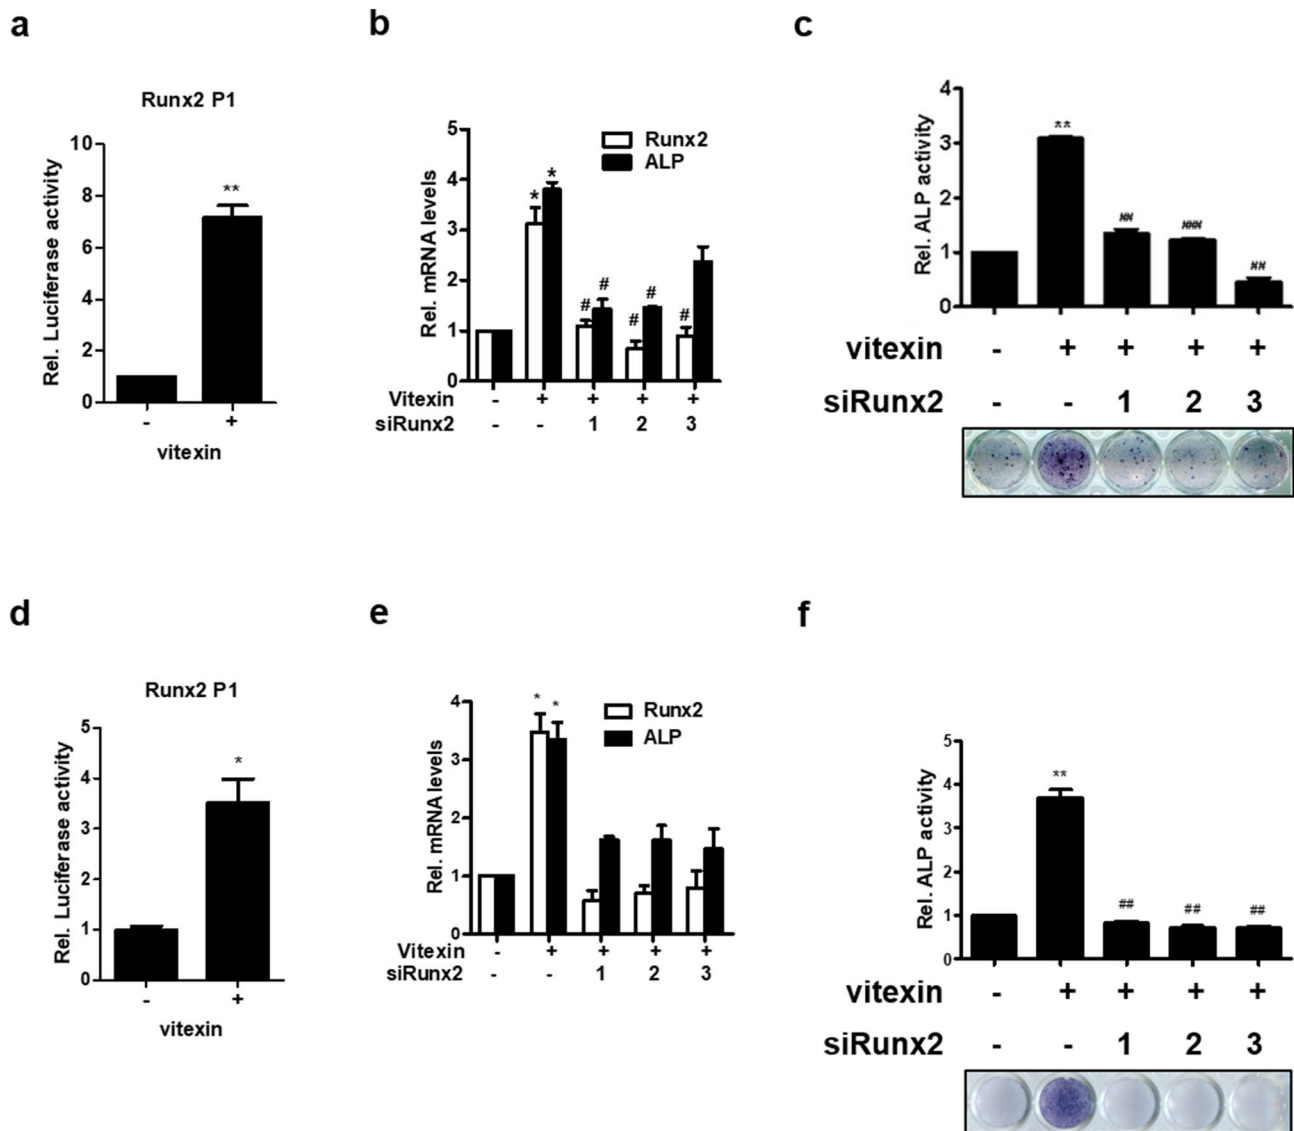 a
Runx2 P1
Rel. Luciferase activity
10
8
6
4
2
0
**
- +
vitexin
b
Rel. mRNA levels
5
4
3
2
1
0
Runx2
ALP
* *
# # # # #
Vitexin - + + + +
siRunx2 - - 1 2 3
c
Rel. ALP activity
4
3
2
1
0
**
## ### ##
vitexin - + + + +
siRunx2 - - 1 2 3
d
Runx2 P1
Rel. Luciferase activity
5
4
3
2
1
0
*
- +
vitexin
e
Rel. mRNA levels
4
3
2
1
0
Runx2
ALP
* *
Vitexin - + + + +
siRunx2 - - 1 2 3
f
Rel. ALP activity
5
4
3
2
1
0
**
## ## ##
vitexin - + + + +
siRunx2 - - 1 2 3